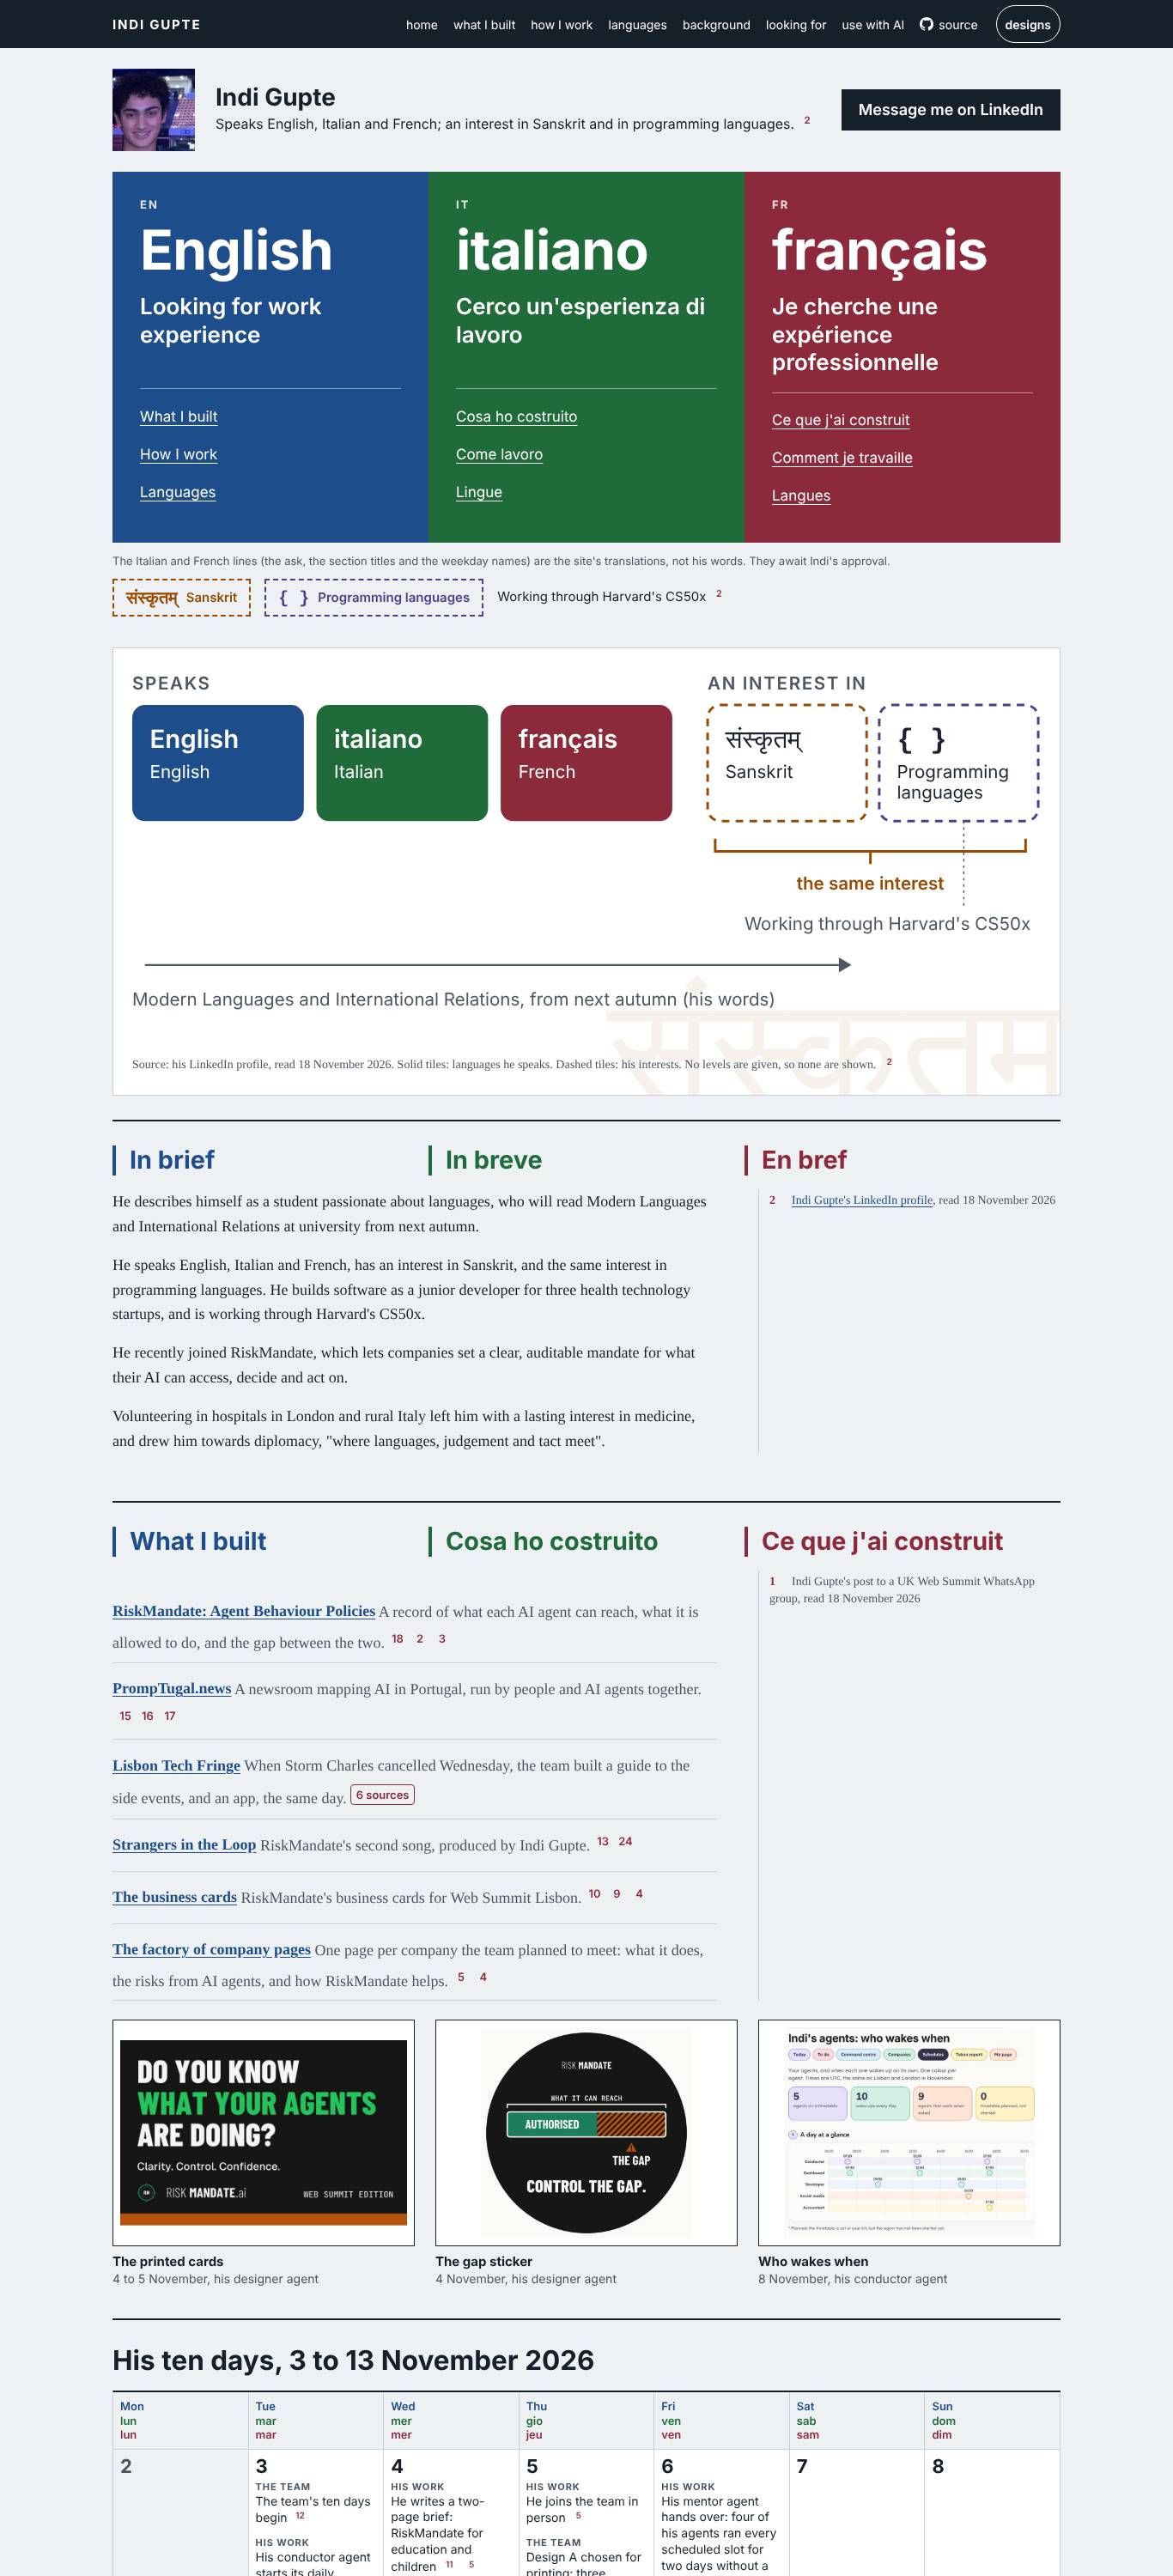 INDI GUPTE
home what I built how I work languages background looking for use with AI source designs
Indi Gupte
Speaks English, Italian and French; an interest in Sanskrit and in programming languages. 2
Message me on LinkedIn
EN
English
Looking for work
experience
What I built
How I work
Languages
IT
italiano
Cerco un'esperienza di
lavoro
Cosa ho costruito
Come lavoro
Lingue
FR
français
Je cherche une
expérience
professionnelle
Ce que j'ai construit
Comment je travaille
Langues
The Italian and French lines (the ask, the section titles and the weekday names) are the site's translations, not his words. They await Indi's approval.
संस्कृतम् Sanskrit
{ } Programming languages
Working through Harvard's CS50x 2
SPEAKS
English
English
italiano
Italian
français
French
AN INTEREST IN
संस्कृतम्
Sanskrit
{ }
Programming
languages
the same interest
Working through Harvard's CS50x
Modern Languages and International Relations, from next autumn (his words)
Source: his LinkedIn profile, read 18 November 2026. Solid tiles: languages he speaks. Dashed tiles: his interests. No levels are given, so none are shown. 2
In brief
In breve
En bref
He describes himself as a student passionate about languages, who will read Modern Languages
and International Relations at university from next autumn.
He speaks English, Italian and French, has an interest in Sanskrit, and the same interest in
programming languages. He builds software as a junior developer for three health technology
startups, and is working through Harvard's CS50x.
He recently joined RiskMandate, which lets companies set a clear, auditable mandate for what
their AI can access, decide and act on.
Volunteering in hospitals in London and rural Italy left him with a lasting interest in medicine,
and drew him towards diplomacy, "where languages, judgement and tact meet".
2 Indi Gupte's LinkedIn profile, read 18 November 2026
What I built
Cosa ho costruito
Ce que j'ai construit
RiskMandate: Agent Behaviour Policies A record of what each AI agent can reach, what it is
allowed to do, and the gap between the two. 18 2 3
PrompTugal.news A newsroom mapping AI in Portugal, run by people and AI agents together.
15 16 17
Lisbon Tech Fringe When Storm Charles cancelled Wednesday, the team built a guide to the
side events, and an app, the same day. 6 sources
Strangers in the Loop RiskMandate's second song, produced by Indi Gupte. 13 24
The business cards RiskMandate's business cards for Web Summit Lisbon. 10 9 4
The factory of company pages One page per company the team planned to meet: what it does,
the risks from AI agents, and how RiskMandate helps. 5 4
1 Indi Gupte's post to a UK Web Summit WhatsApp
group, read 18 November 2026
DO YOU KNOW
WHAT YOUR AGENTS
ARE DOING?
Clarity. Control. Confidence.
RISK MANDATE.ai
WEB SUMMIT EDITION
RISK MANDATE
WHAT IT CAN REACH
AUTHORISED
THE GAP
CONTROL THE GAP.
Indi's agents: who wakes when
Today To do Command centre Companies Schedules Token report My page
5 10 9 0
A day at a glance
The printed cards
4 to 5 November, his designer agent
The gap sticker
4 November, his designer agent
Who wakes when
8 November, his conductor agent
His ten days, 3 to 13 November 2026
Mon Tue Wed Thu Fri Sat Sun
lun mar mer gio ven sab dom
lun mar mer jeu ven sam dim
2
3
THE TEAM
The team's ten days
begin 12
HIS WORK
His conductor agent
starts its daily
4
HIS WORK
He writes a two-
page brief:
RiskMandate for
education and
children 11 5
5
HIS WORK
He joins the team in
person 5
THE TEAM
Design A chosen for
printing; three
6
HIS WORK
His mentor agent
hands over: four of
his agents ran every
scheduled slot for
two days without a
7
8